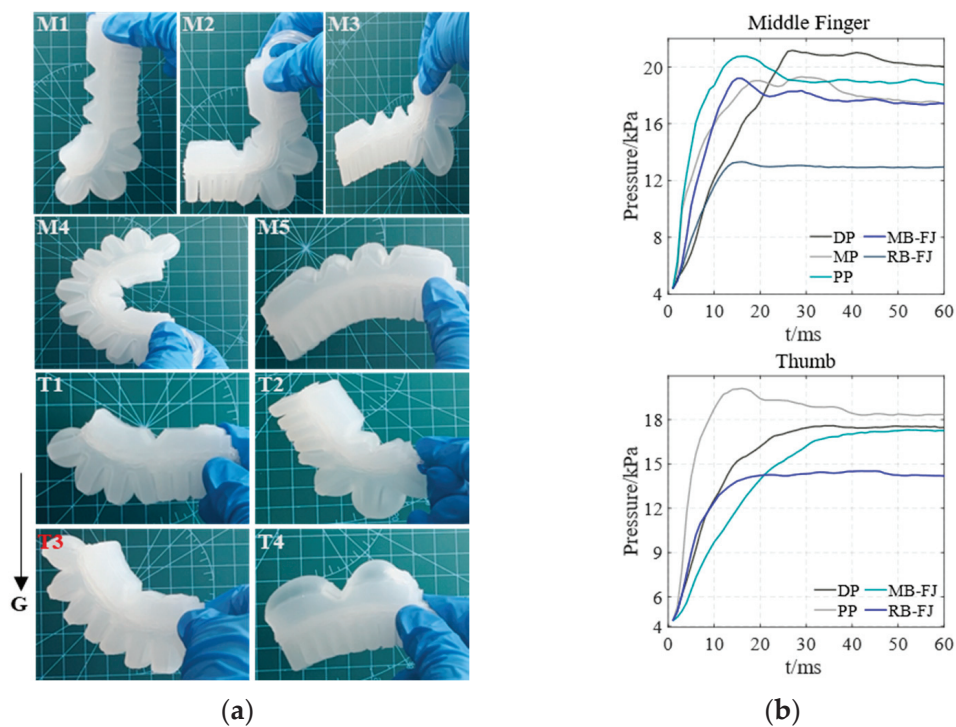 M1
M2
M3
M4
M5
T1
T2
T3
T4
G
(a)
Middle Finger
Pressure/kPa
20
16
12
8
4
DP
MB-FJ
MP
RB-FJ
PP
0 10 20 30 40 50 60
t/ms
Thumb
Pressure/kPa
18
15
12
9
6
4
DP
MB-FJ
PP
RB-FJ
0 10 20 30 40 50 60
t/ms
(b)